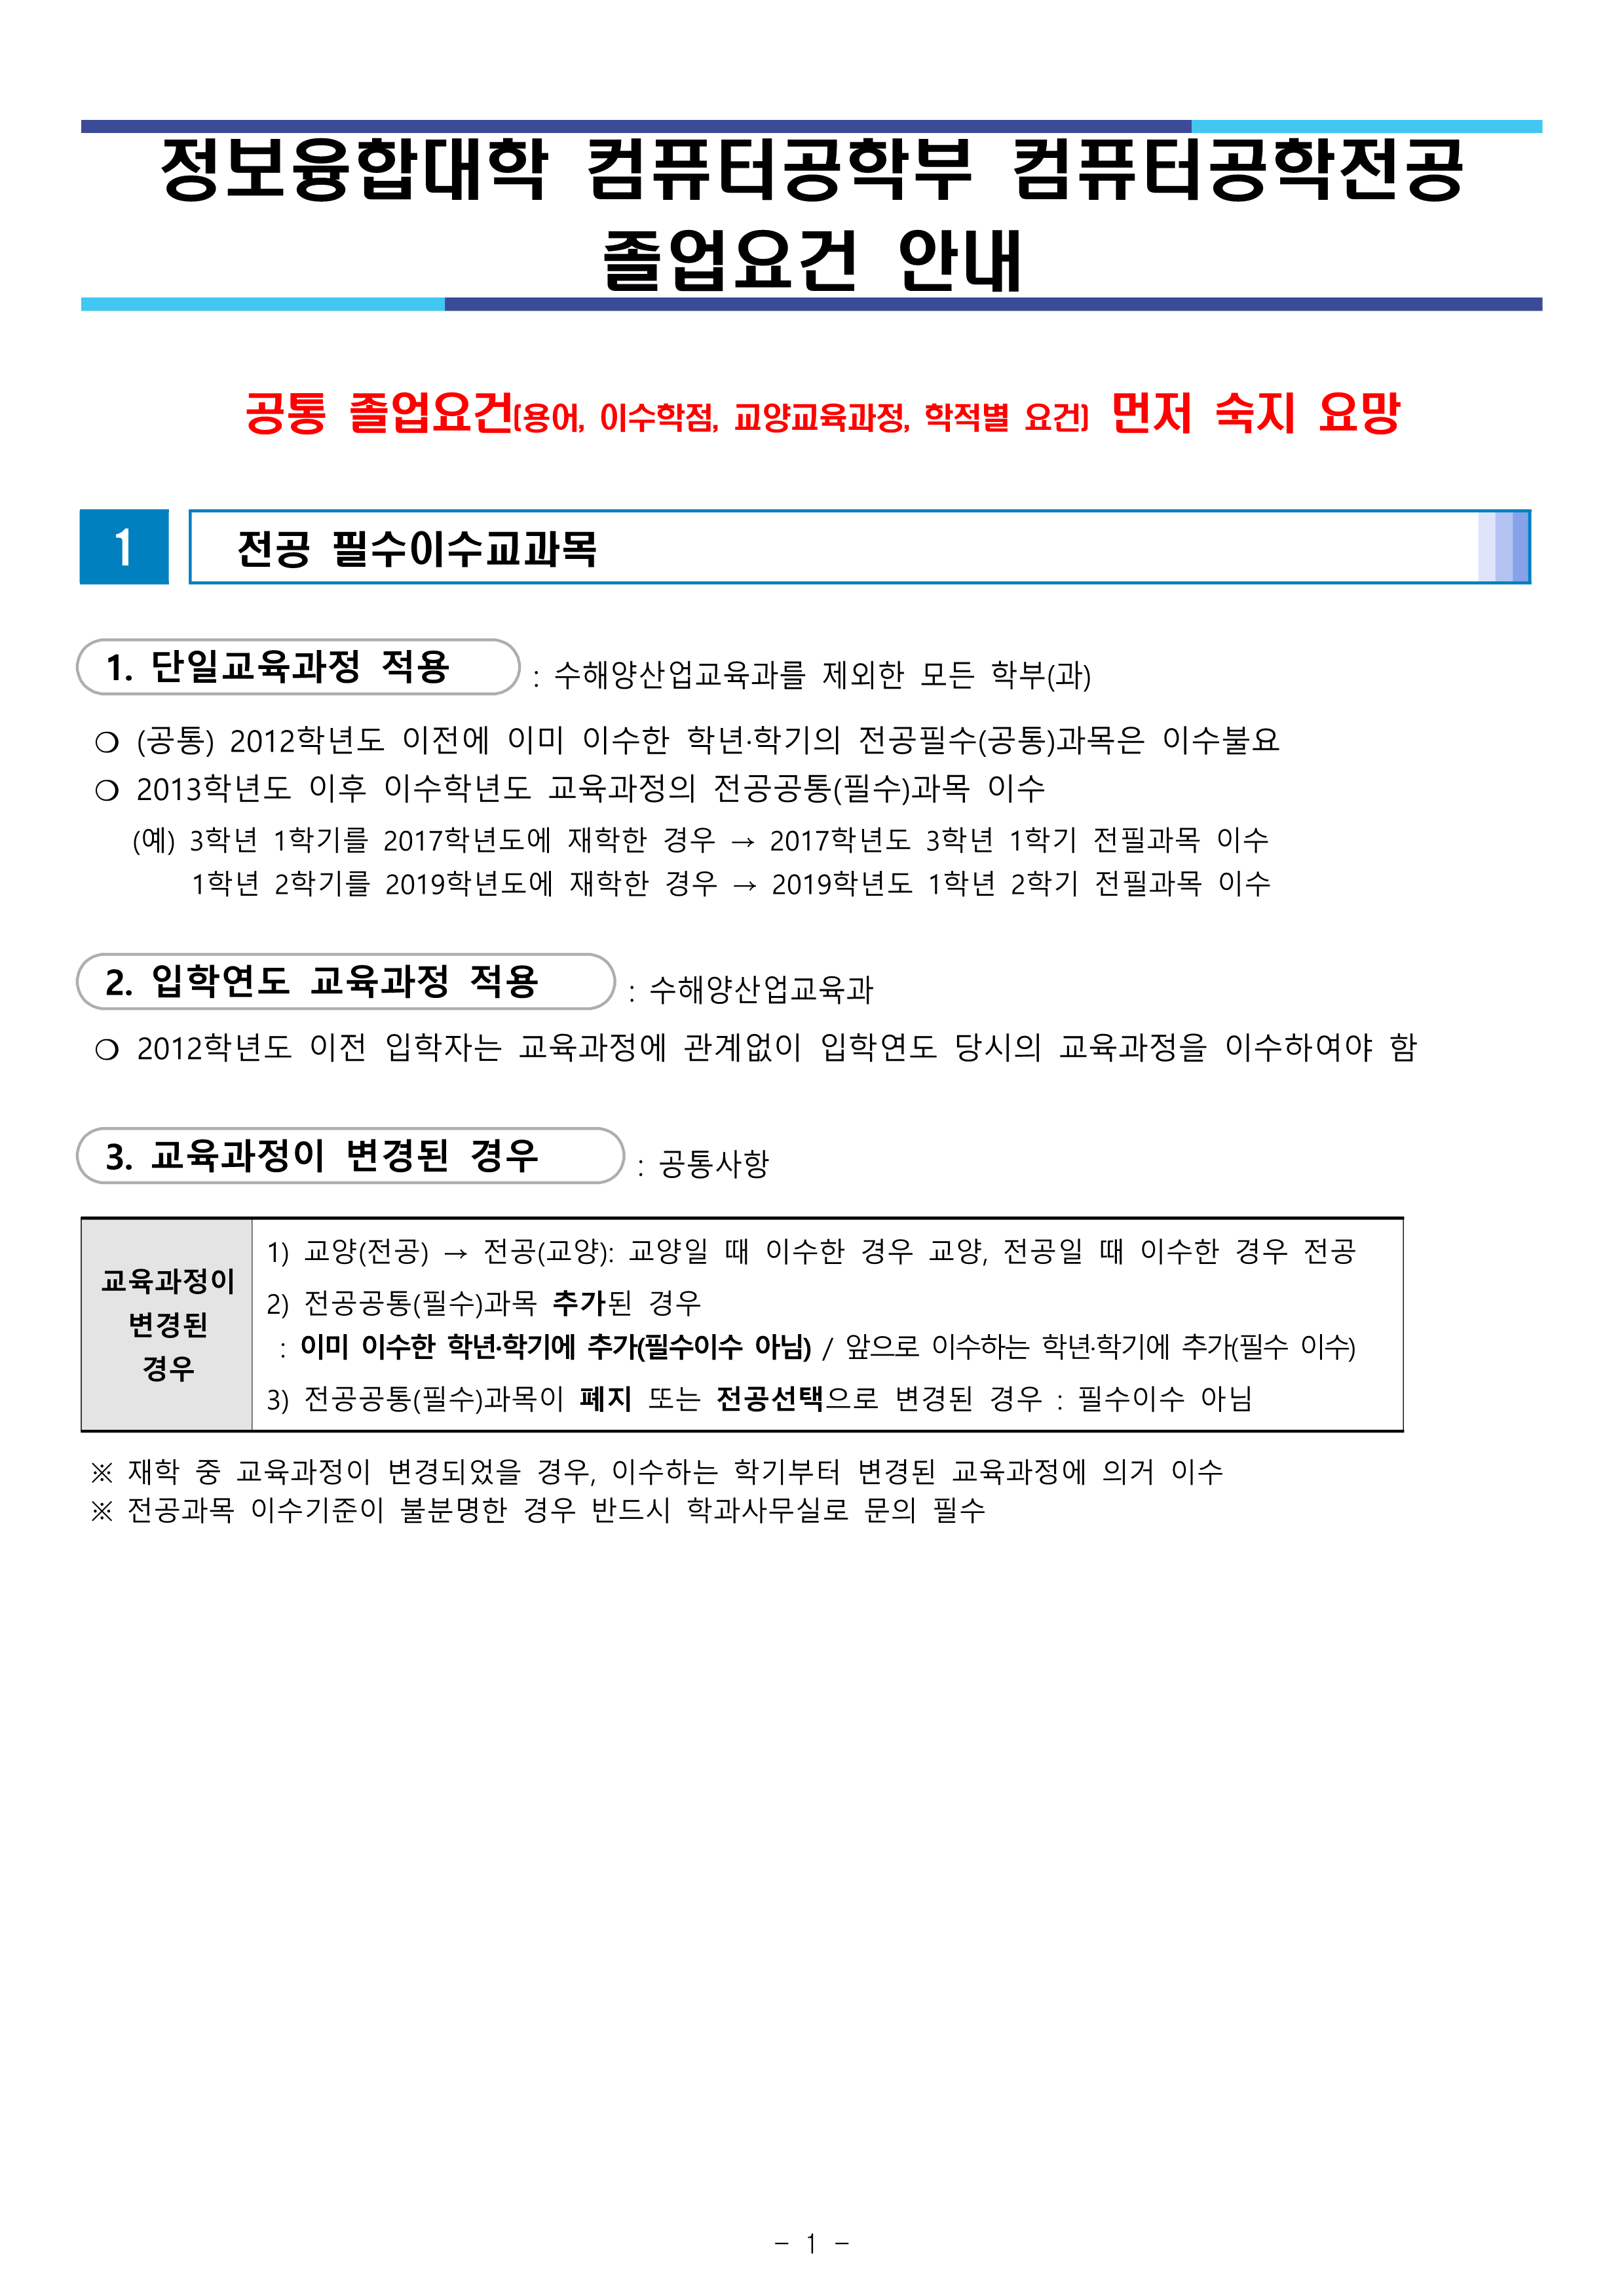 정보융합대학 컴퓨터공학부 컴퓨터공학전공
졸업요건 안내
공통 졸업요건(용어, 이수학점, 교양교육과정, 학적별 요건) 먼저 숙지 요망
1 전공 필수이수교과목
1. 단일교육과정 적용 : 수해양산업교육과를 제외한 모든 학부(과)
❍ (공통) 2012학년도 이전에 이미 이수한 학년·학기의 전공필수(공통)과목은 이수불요
❍ 2013학년도 이후 이수학년도 교육과정의 전공공통(필수)과목 이수
(예) 3학년 1학기를 2017학년도에 재학한 경우 → 2017학년도 3학년 1학기 전필과목 이수
1학년 2학기를 2019학년도에 재학한 경우 → 2019학년도 1학년 2학기 전필과목 이수
2. 입학연도 교육과정 적용 : 수해양산업교육과
❍ 2012학년도 이전 입학자는 교육과정에 관계없이 입학연도 당시의 교육과정을 이수하여야 함
3. 교육과정이 변경된 경우 : 공통사항
교육과정이
변경된
경우
1) 교양(전공) → 전공(교양): 교양일 때 이수한 경우 교양, 전공일 때 이수한 경우 전공
2) 전공공통(필수)과목 추가된 경우
: 이미 이수한 학년·학기에 추가(필수이수 아님) / 앞으로 이수하는 학년·학기에 추가(필수 이수)
3) 전공공통(필수)과목이 폐지 또는 전공선택으로 변경된 경우 : 필수이수 아님
※ 재학 중 교육과정이 변경되었을 경우, 이수하는 학기부터 변경된 교육과정에 의거 이수
※ 전공과목 이수기준이 불분명한 경우 반드시 학과사무실로 문의 필수
- 1 -